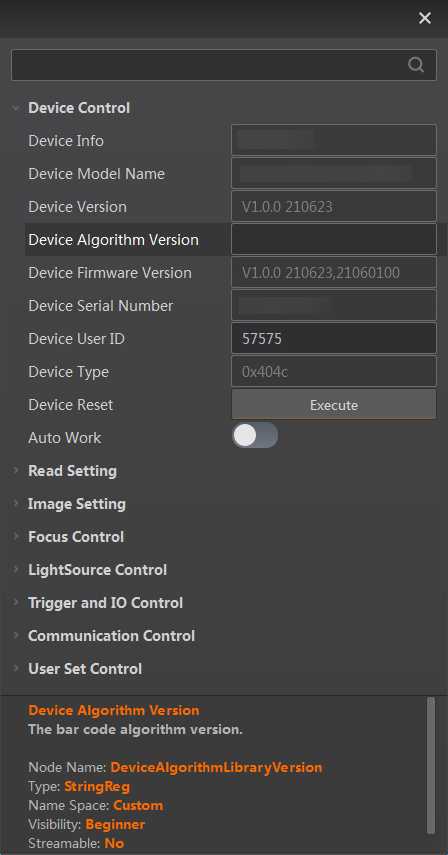 Device Control
Device Info
Device Model Name
Device Version V1.0.0 210623
Device Algorithm Version
Device Firmware Version V1.0.0 210623,21060100
Device Serial Number
Device User ID 57575
Device Type 0x404c
Device Reset Execute
Auto Work
Read Setting
Image Setting
Focus Control
LightSource Control
Trigger and IO Control
Communication Control
User Set Control
Device Algorithm Version
The bar code algorithm version.
Node Name: DeviceAlgorithmLibraryVersion
Type: StringReg
Name Space: Custom
Visibility: Beginner
Streamable: No